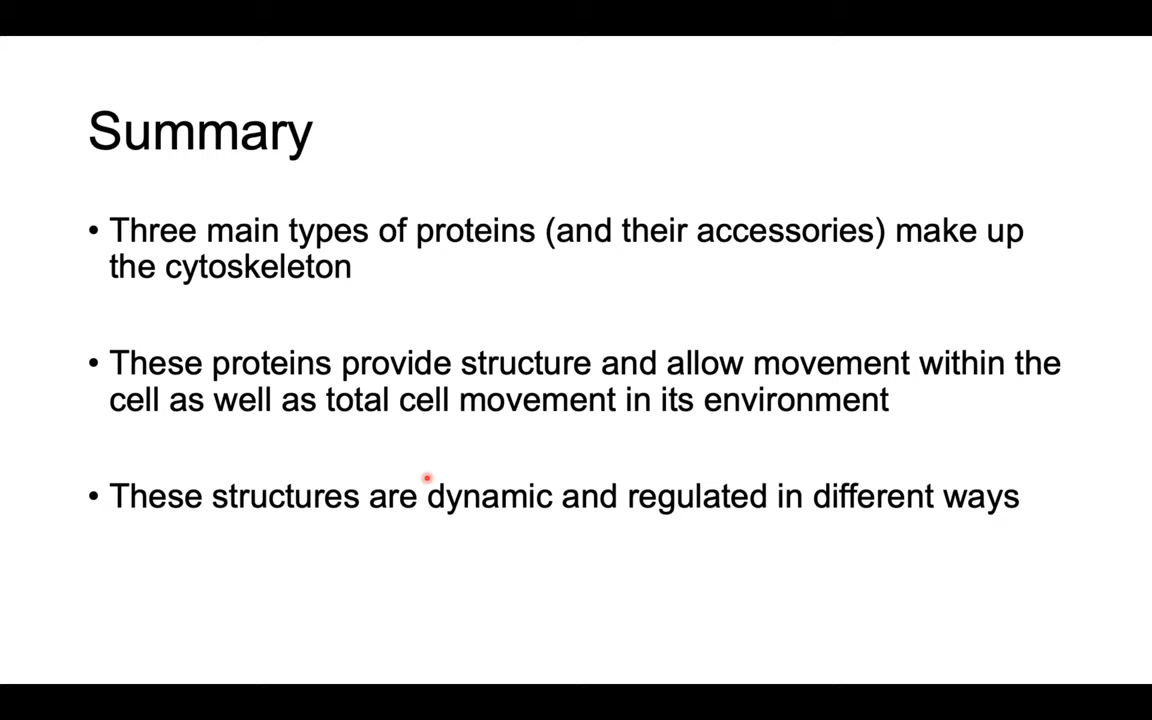 Summary
• Three main types of proteins (and their accessories) make up
the cytoskeleton
• These proteins provide structure and allow movement within the
cell as well as total cell movement in its environment
• These structures are dynamic and regulated in different ways